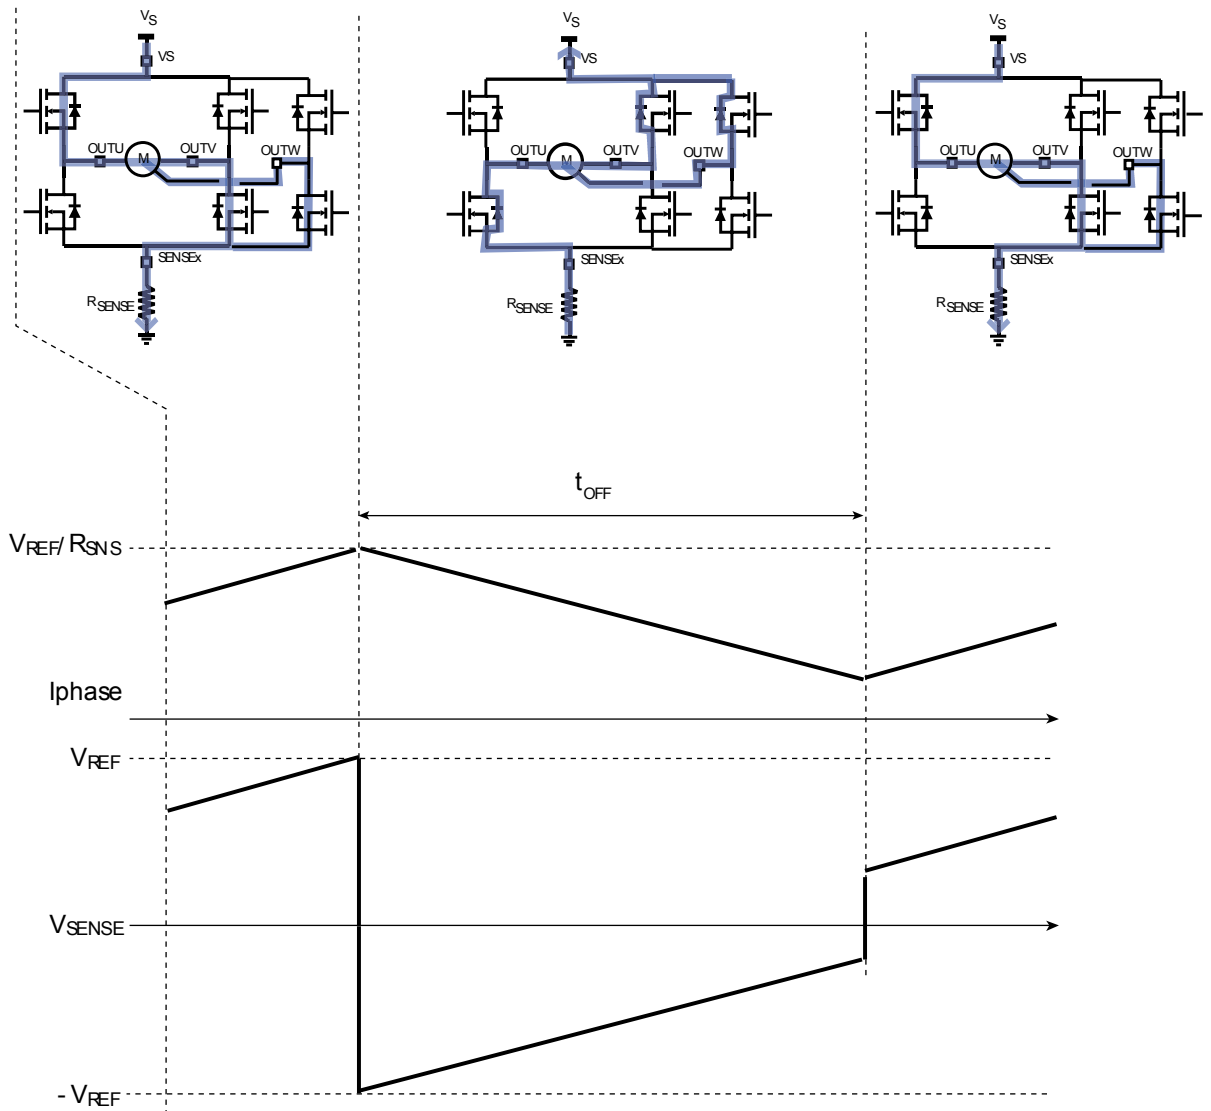 VS
VS
OUTU
M
OUTV
OUTW
SENSEx
RSENSE
VS
VS
OUTU
M
OUTV
OUTW
SENSEx
RSENSE
VS
VS
OUTU
M
OUTV
OUTW
SENSEx
RSENSE
tOFF
VREF/ RSNS
Iphase
VREF
VSENSE
- VREF